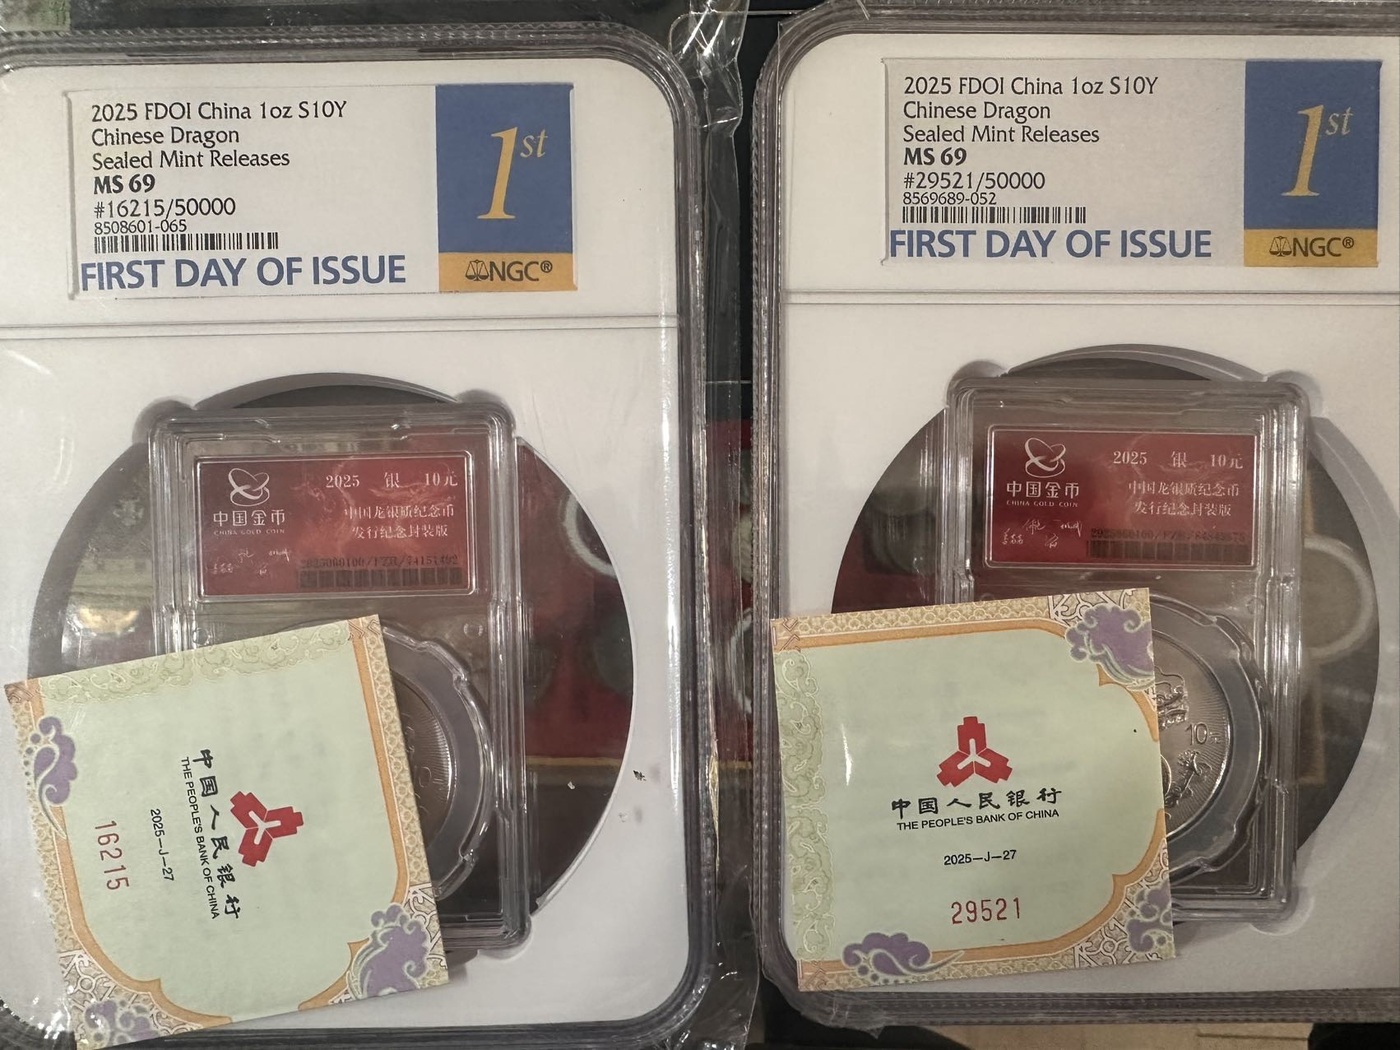 2025 FDOI China 1oz S10Y
Chinese Dragon
Sealed Mint Releases
MS 69
#16215/50000
8508601-065
FIRST DAY OF ISSUE
1st
NGC®
2025 银 10元
中国金币
CHINA GOLD COIN
中国龙银质纪念币
发行纪念封装版
中国人民银行
THE PEOPLE'S BANK OF CHINA
2025-J-27
16215
2025 FDOI China 1oz S10Y
Chinese Dragon
Sealed Mint Releases
MS 69
#29521/50000
8569689-052
FIRST DAY OF ISSUE
1st
NGC®
2025 银 10元
中国金币
CHINA GOLD COIN
中国龙银质纪念币
发行纪念封装版
10
中国人民银行
THE PEOPLE'S BANK OF CHINA
2025-J-27
29521